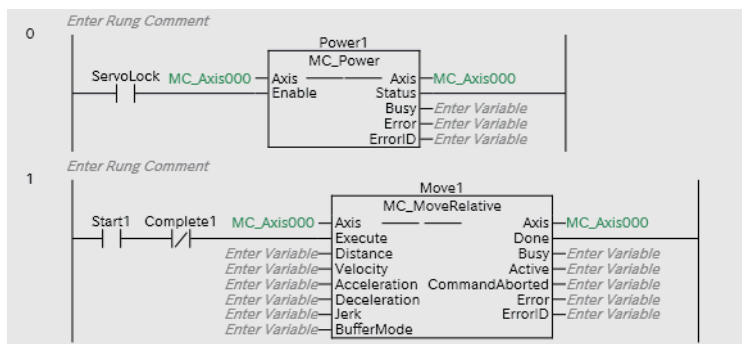 Enter Rung Comment
0
Power1
MC_Power
ServoLock MC_Axis000 Axis Axis MC_Axis000
Enable Status
Busy Enter Variable
Error Enter Variable
ErrorID Enter Variable
Enter Rung Comment
1
Move1
MC_MoveRelative
Start1 Complete1 MC_Axis000 Axis Axis MC_Axis000
Execute Done
Enter Variable Distance Busy Enter Variable
Enter Variable Velocity Active Enter Variable
Enter Variable Acceleration CommandAborted Enter Variable
Enter Variable Deceleration Error Enter Variable
Enter Variable Jerk ErrorID Enter Variable
Enter Variable BufferMode